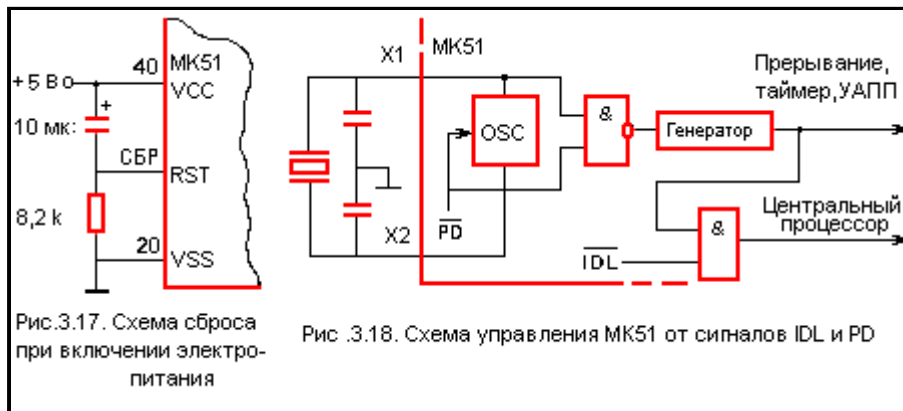 40
МК51
+5 В
VCC
+
10 мк
СБР
RST
8,2 k
20
VSS
Рис.3.17. Схема сброса
при включении электро-
питания
X1
МК51
OSC
&
Генератор
Прерывание,
таймер,УАПП
PD
X2
IDL
&
Центральный
процессор
Рис .3.18. Схема управления МК51 от сигналов IDL и PD